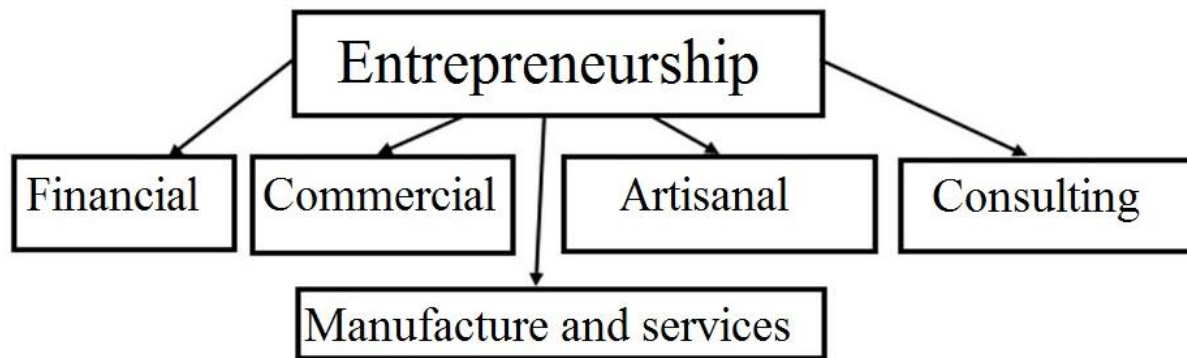 Entrepreneurship
Financial
Commercial
Artisanal
Consulting
Manufacture and services